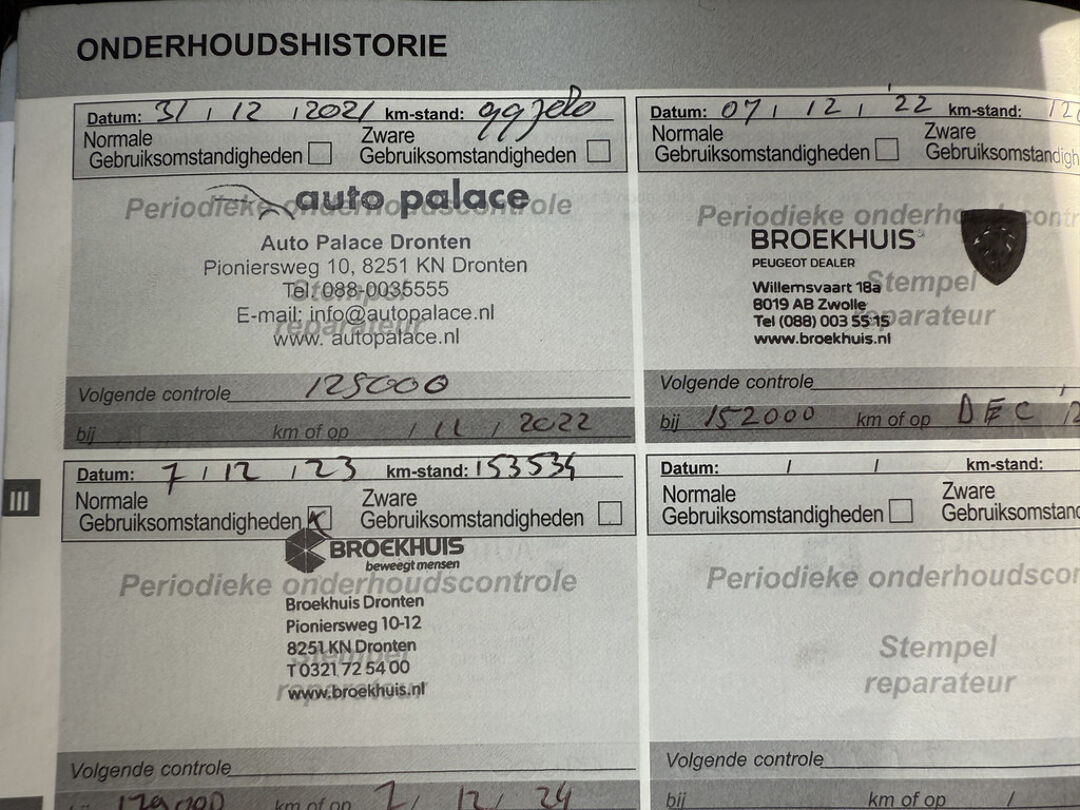 ONDERHOUDSHISTORIE
Datum: 31 / 12 / 2021 km-stand:
Normale Gebruiksomstandigheden Zware Gebruiksomstandigheden
auto palace
Periodieke onderhoudscontrole
Auto Palace Dronten
Pioniersweg 10, 8251 KN Dronten
Tel: 088-0035555
Stempel
E-mail: info@autopalace.nl
reparateur
www. autopalace.nl
Volgende controle 125000
bij km of op / 11 / 2022
Datum: 07 / 12 / '22 km-stand:
Normale Gebruiksomstandigheden Zware
Periodieke
BROEKHUIS
PEUGEOT DEALER
Stempel
Willemsvaart 18a
8019 AB Zwolle
reparateur
Tel (088) 003 55 15
www.broekhuis.nl
Volgende controle
bij 152000 km of op DEC
III
Datum: 7 / 12 / 23 km-stand: 153534
Normale Gebruiksomstandigheden Zware Gebruiksomstandigheden
BROEKHUIS
beweegt mensen
Periodieke onderhoudscontrole
Broekhuis Dronten
Pioniersweg 10-12
8251 KN Dronten
Stempel
T 0321 72 54 00
reparateur
www.broekhuis.nl
Volgende controle
bij km of op 7 / 12 / 24
Datum: / / km-stand:
Normale Gebruiksomstandigheden Zware
Periodieke
Stempel
reparateur
Volgende controle
bij km of op /